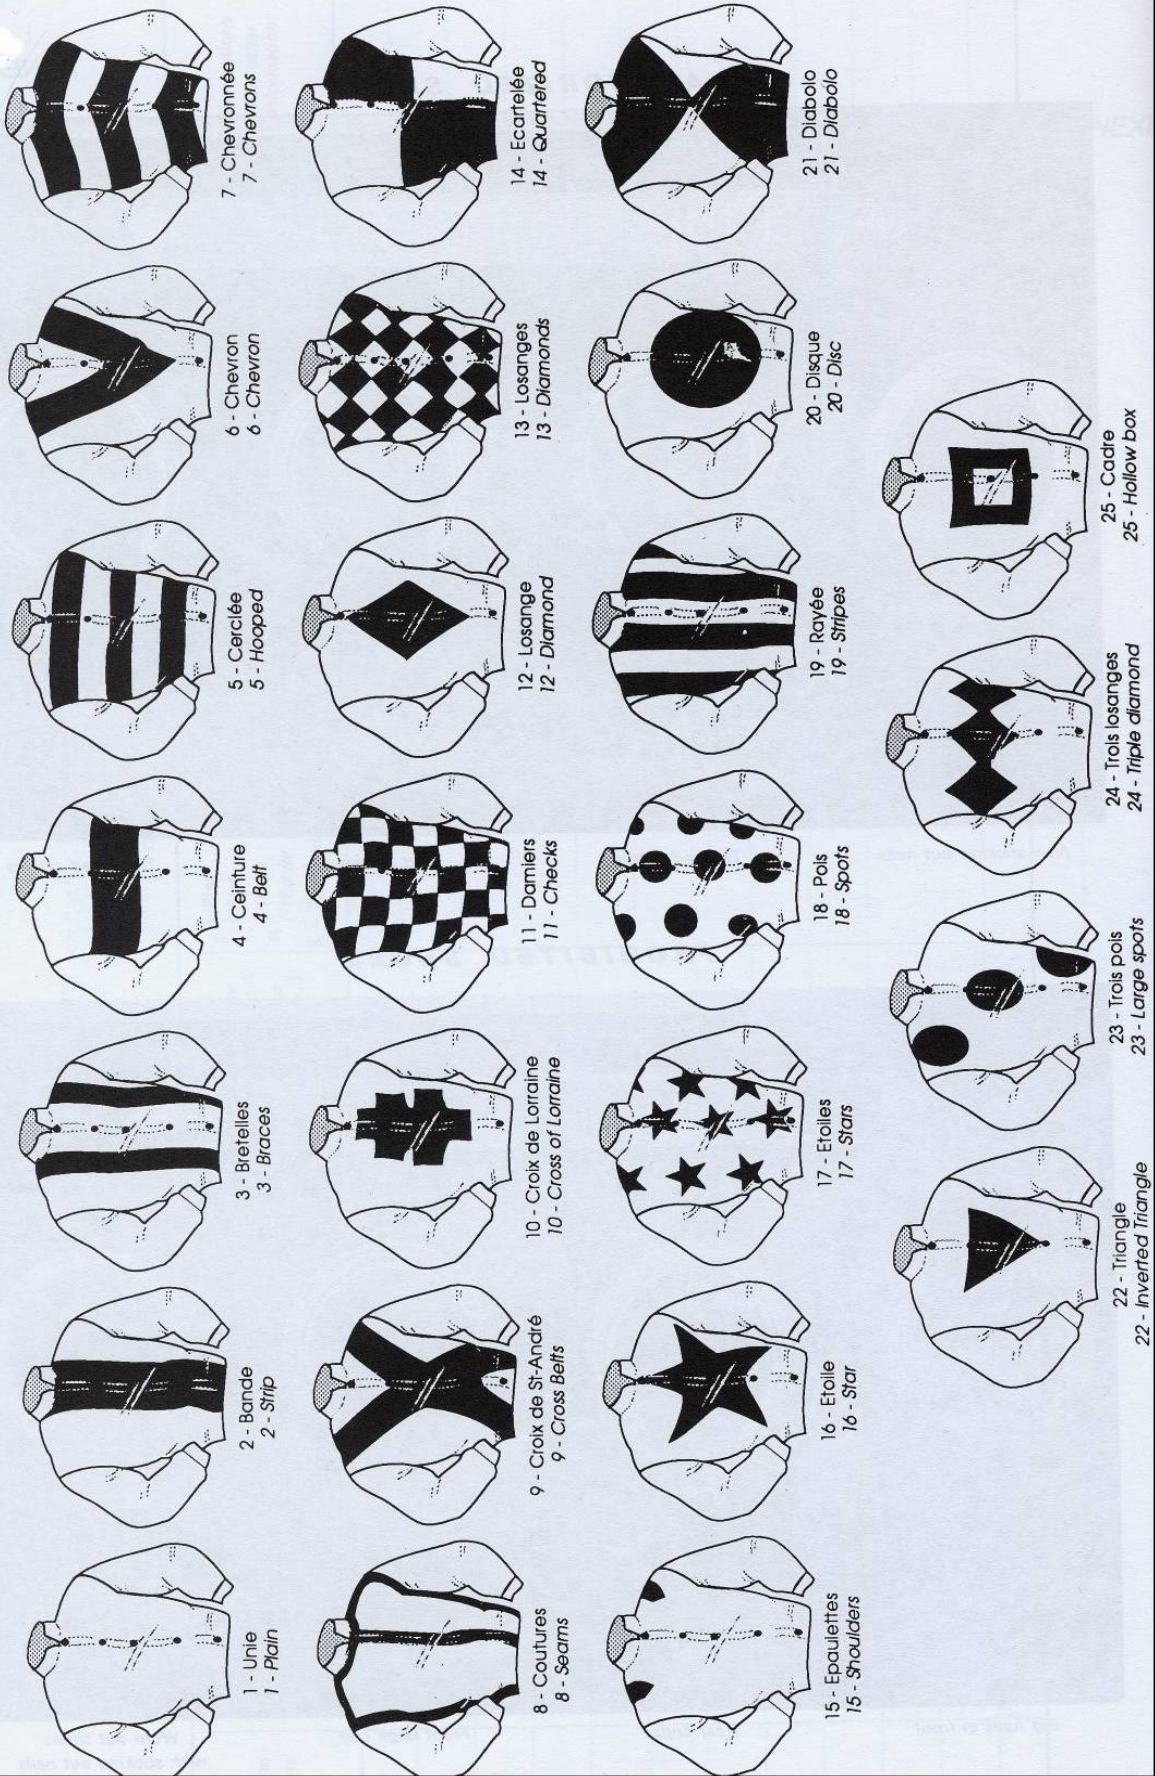 1 - Unie
1 - Plain
2 - Bande
2 - Strip
3 - Bretelles
3 - Braces
4 - Ceinture
4 - Belt
5 - Cerclée
5 - Hooped
6 - Chevron
6 - Chevron
7 - Chevronnée
7 - Chevrons
8 - Coutures
8 - Seams
9 - Croix de St-André
9 - Cross Belts
10 - Croix de Lorraine
10 - Cross of Lorraine
11 - Damiers
11 - Checks
12 - Losange
12 - Diamond
13 - Losanges
13 - Diamonds
14 - Ecartelée
14 - Quartered
15 - Epaulettes
15 - Shoulders
16 - Etoile
16 - Star
17 - Etoiles
17 - Stars
18 - Pois
18 - Spots
19 - Rayée
19 - Stripes
20 - Disque
20 - Disc
21 - Diabolo
21 - Diabolo
22 - Triangle
22 - Inverted Triangle
23 - Trois pois
23 - Large spots
24 - Trois losanges
24 - Triple diamond
25 - Cadre
25 - Hollow box